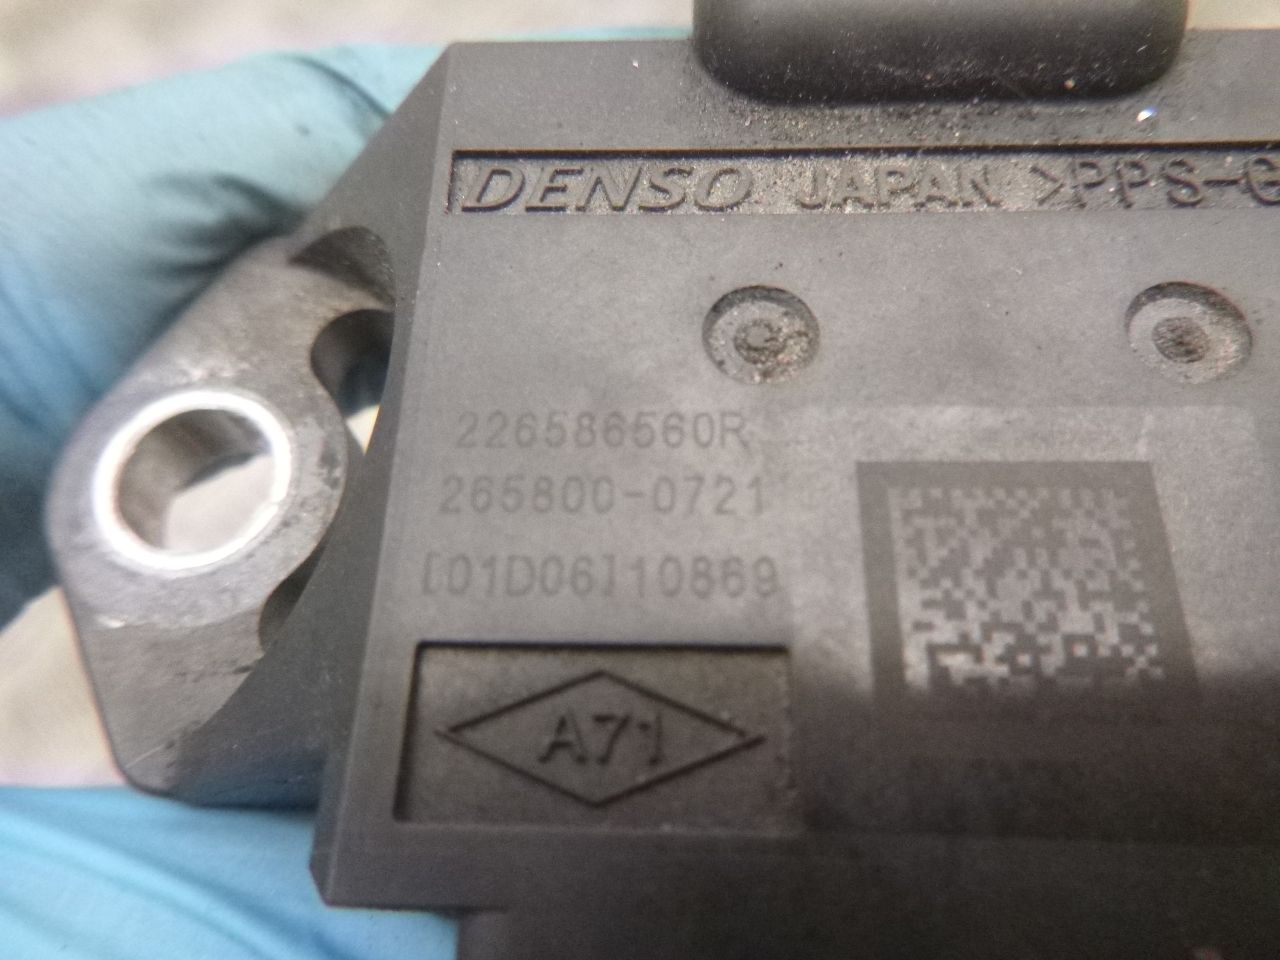 DENSO JAPAN >PPS-G
226586560R
265800-0721
[01D06]10869
A71